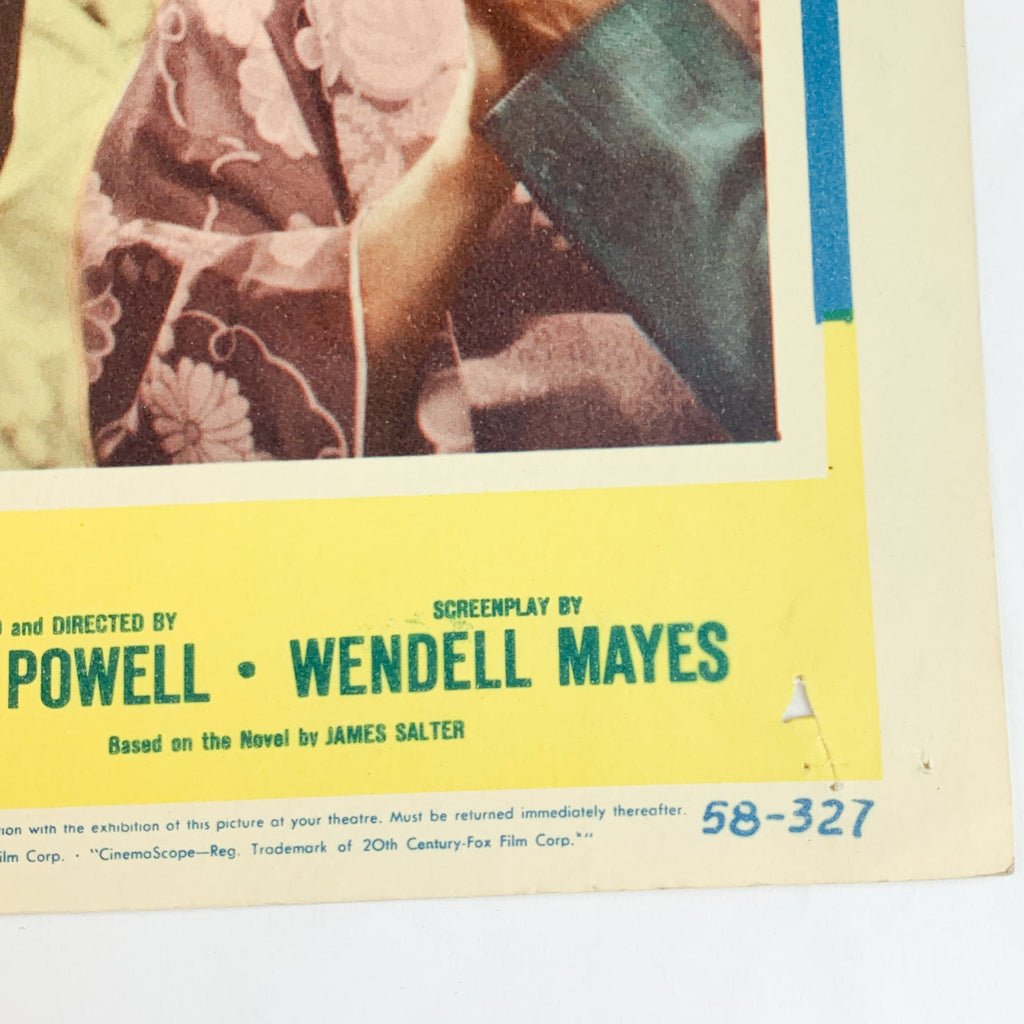 and DIRECTED BY
SCREENPLAY BY
POWELL • WENDELL MAYES
Based on the Novel by JAMES SALTER
with the exhibition of this picture at your theatre. Must be returned immediately thereafter.
58-327
Corp. · "CinemaScope—Reg. Trademark of 20th Century-Fox Film Corp.""